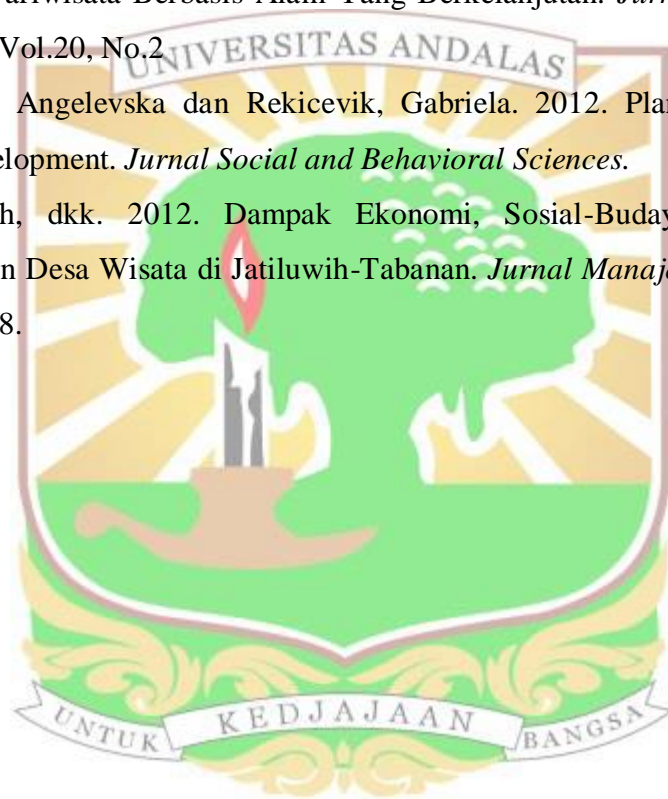 Pariwisata Berbasis Alam Yang Berkelanjutan. Jurn
Vol.20, No.2
UNIVERSITAS ANDALAS
Angelevska dan Rekicevik, Gabriela. 2012. Plan
elopment. Jurnal Social and Behavioral Sciences.
h, dkk. 2012. Dampak Ekonomi, Sosial-Buday
n Desa Wisata di Jatiluwih-Tabanan. Jurnal Manaj
8.
UNTUK KEDJAJAAN BANGSA